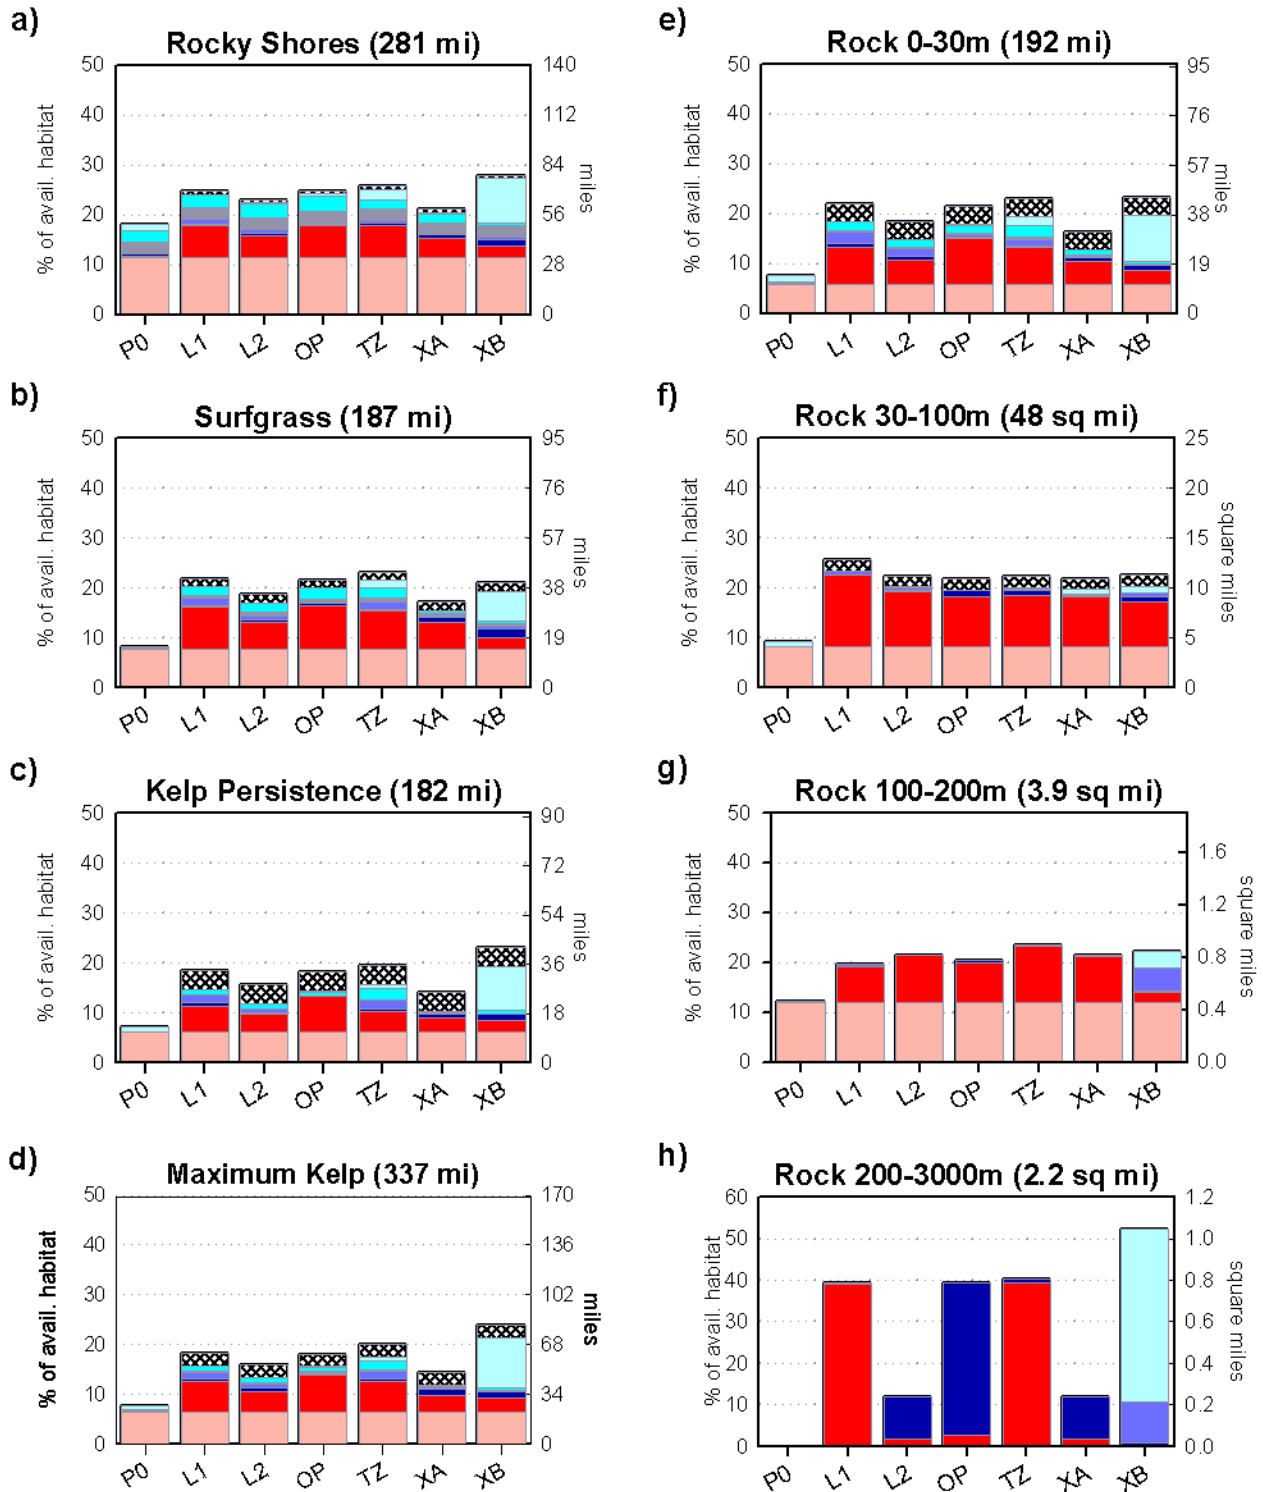 a)
Rocky Shores (281 mi)
% of avail. habitat
50
40
30
20
10
0
140
112
84
56
28
0
miles
P0 L1 L2 OP TZ XA XB
b)
Surfgrass (187 mi)
% of avail. habitat
50
40
30
20
10
0
95
76
57
38
19
0
miles
P0 L1 L2 OP TZ XA XB
c)
Kelp Persistence (182 mi)
% of avail. habitat
50
40
30
20
10
0
90
72
54
36
18
0
miles
P0 L1 L2 OP TZ XA XB
d)
Maximum Kelp (337 mi)
% of avail. habitat
50
40
30
20
10
0
170
136
102
68
34
0
miles
P0 L1 L2 OP TZ XA XB
e)
Rock 0-30m (192 mi)
% of avail. habitat
50
40
30
20
10
0
95
76
57
38
19
0
miles
P0 L1 L2 OP TZ XA XB
f)
Rock 30-100m (48 sq mi)
% of avail. habitat
50
40
30
20
10
0
25
20
15
10
5
0
square miles
P0 L1 L2 OP TZ XA XB
g)
Rock 100-200m (3.9 sq mi)
% of avail. habitat
50
40
30
20
10
0
1.6
1.2
0.8
0.4
0.0
square miles
P0 L1 L2 OP TZ XA XB
h)
Rock 200-3000m (2.2 sq mi)
% of avail. habitat
60
50
40
30
20
10
0
1.2
1.0
0.8
0.6
0.4
0.2
0.0
square miles
P0 L1 L2 OP TZ XA XB